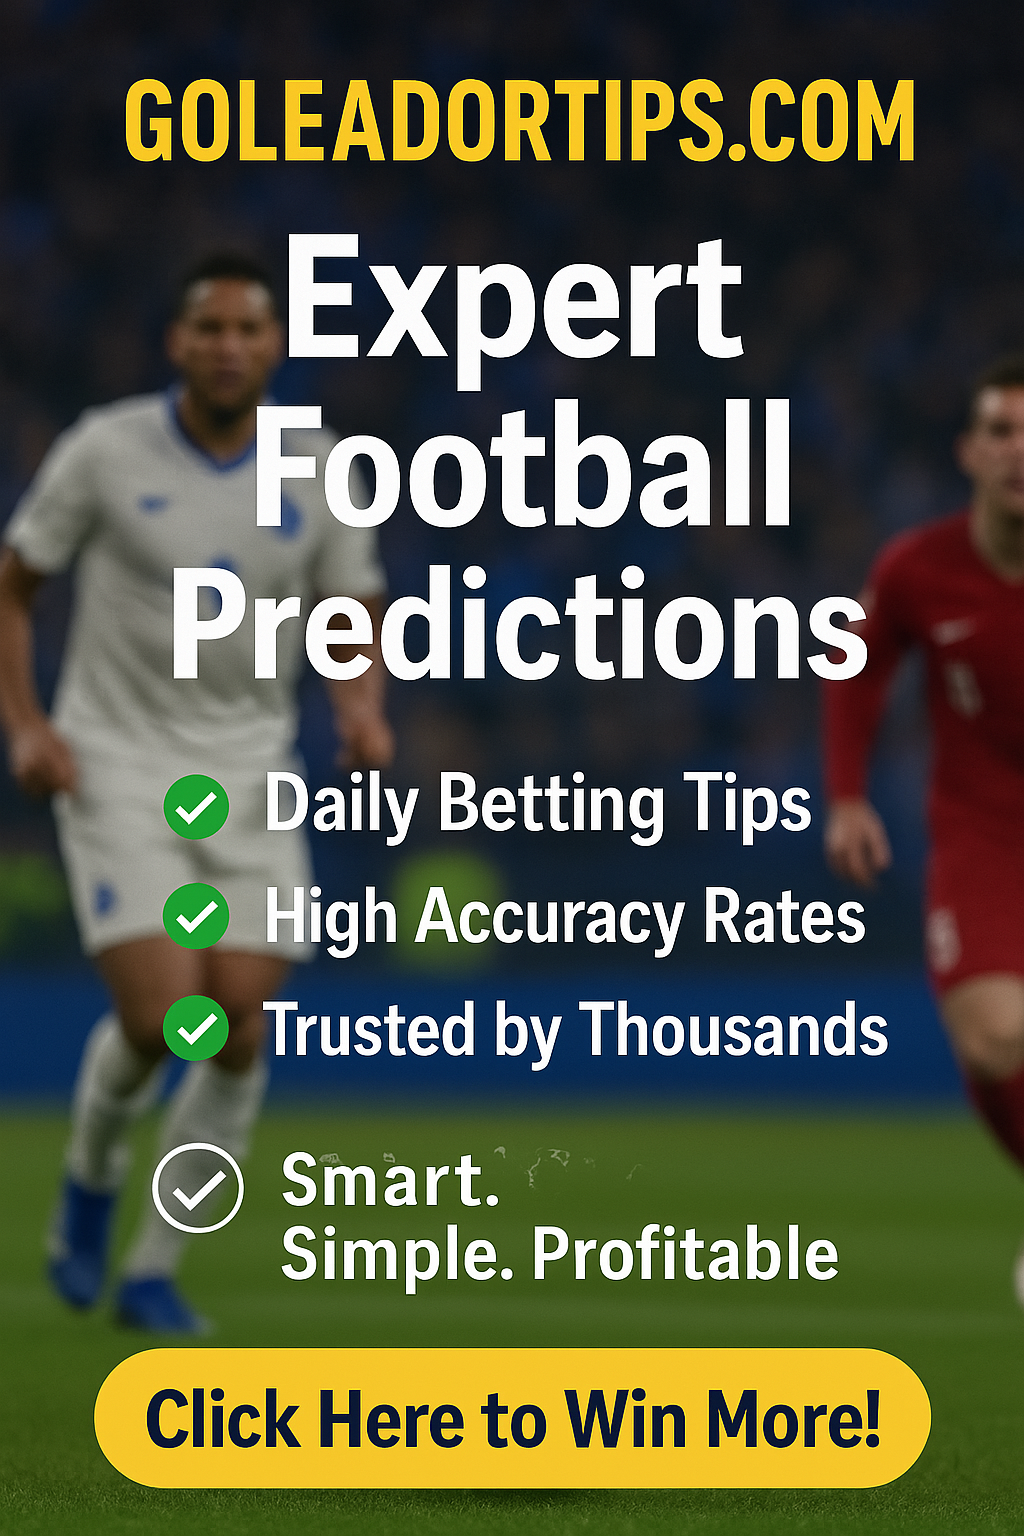 GOLEADORTIPS.COM
Expert
Football
Predictions
Daily Betting Tips
High Accuracy Rates
Trusted by Thousands
Smart.
Simple. Profitable
Click Here to Win More!